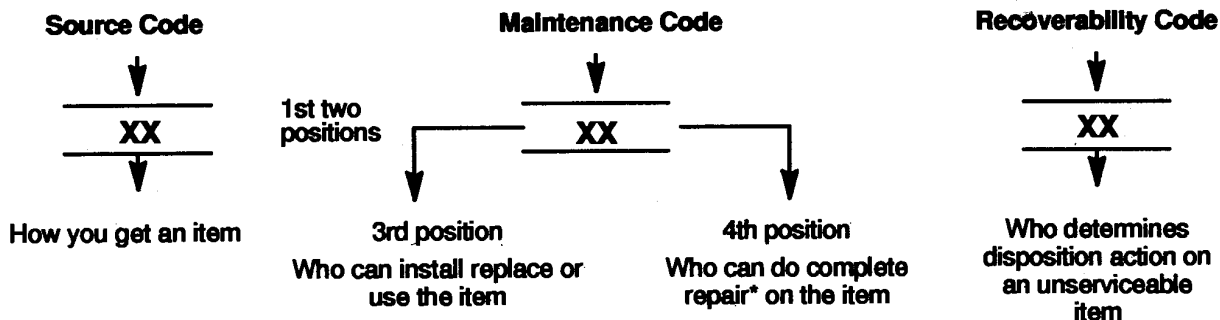 Source Code
XX
How you get an item
1st two
positions
Maintenance Code
XX
3rd position
Who can install replace or
use the item
4th position
Who can do complete
repair* on the item
Recoverability Code
XX
Who determines
disposition action on
an unserviceable
item